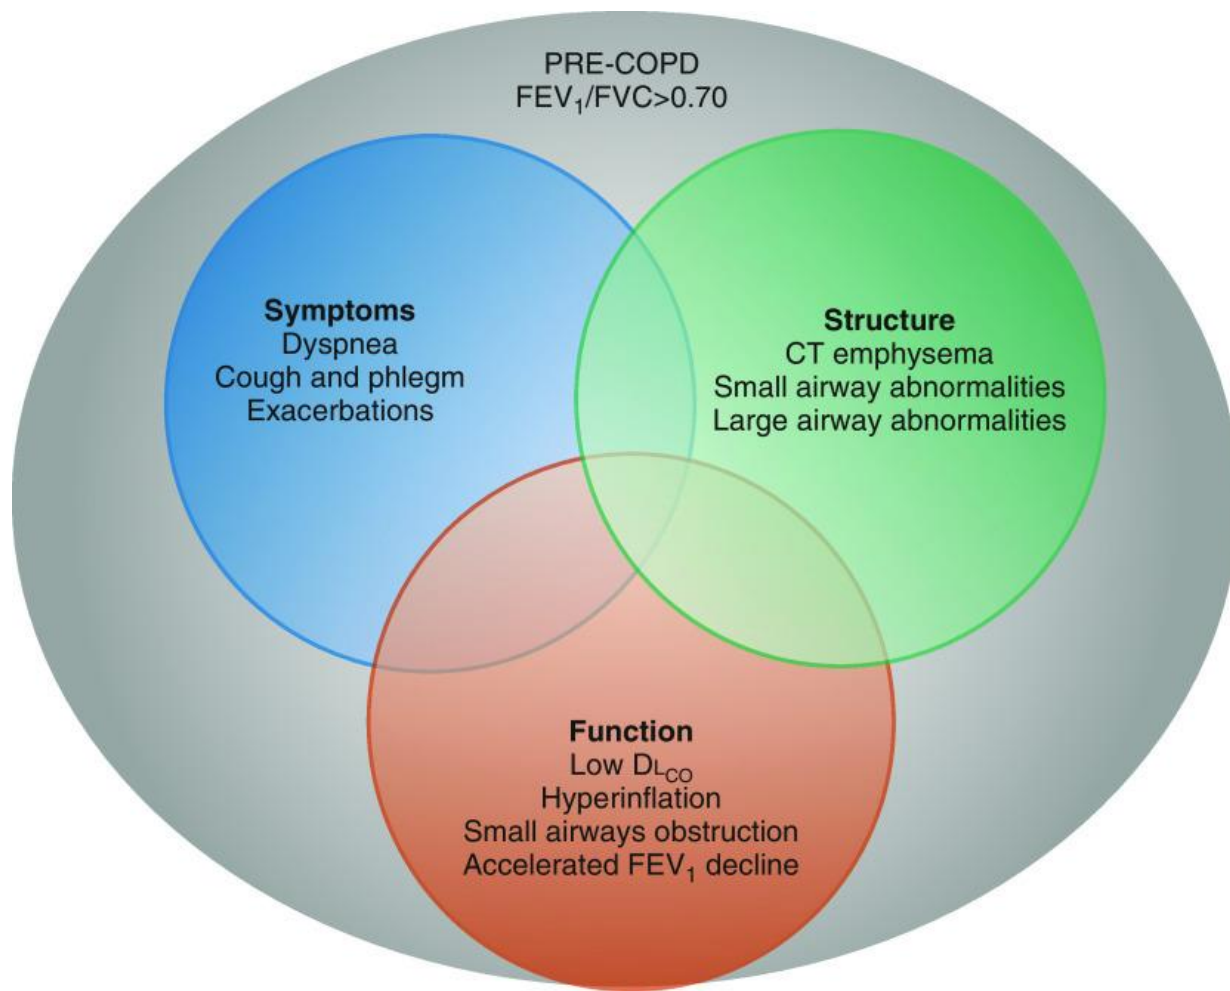 PRE-COPD
FEV₁/FVC>0.70
Symptoms
Dyspnea
Cough and phlegm
Exacerbations
Structure
CT emphysema
Small airway abnormalities
Large airway abnormalities
Function
Low DL_CO
Hyperinflation
Small airways obstruction
Accelerated FEV₁ decline